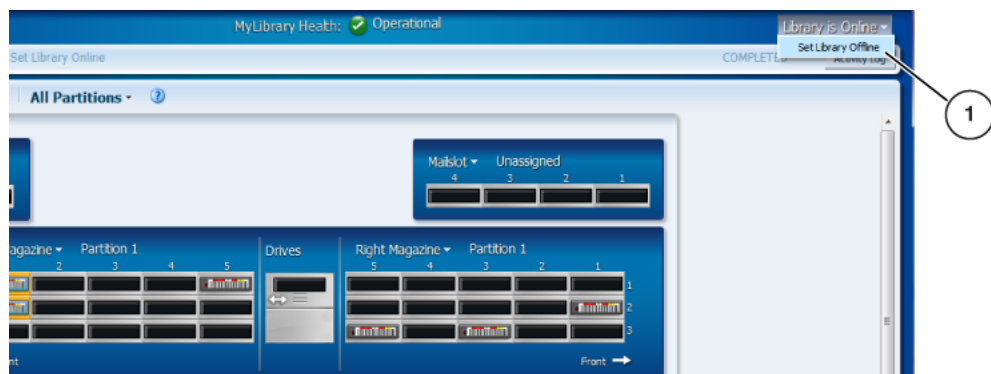 MyLibrary Health: Operational
Library is Online
Set Library Offline
Set Library Online
COMPLETED
Activity Log
1
All Partitions
?
Mailslot Unassigned
4 3 2 1
agazine Partition 1
2 3 4 5
Drives
Right Magazine Partition 1
5 4 3 2 1
1
2
3
nt
Front